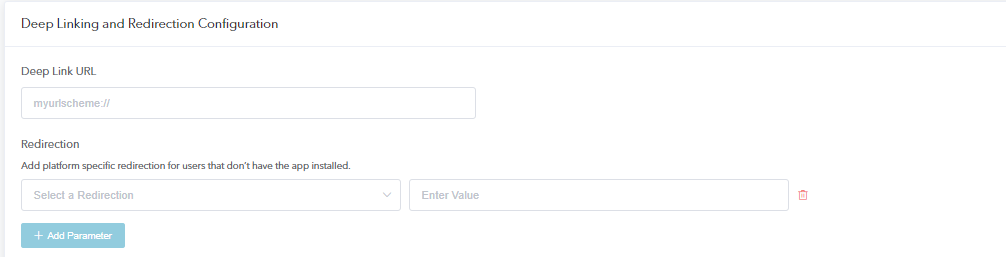 Deep Linking and Redirection Configuration
Deep Link URL
myurlscheme://
Redirection
Add platform specific redirection for users that don't have the app installed.
Select a Redirection
Enter Value
+ Add Parameter